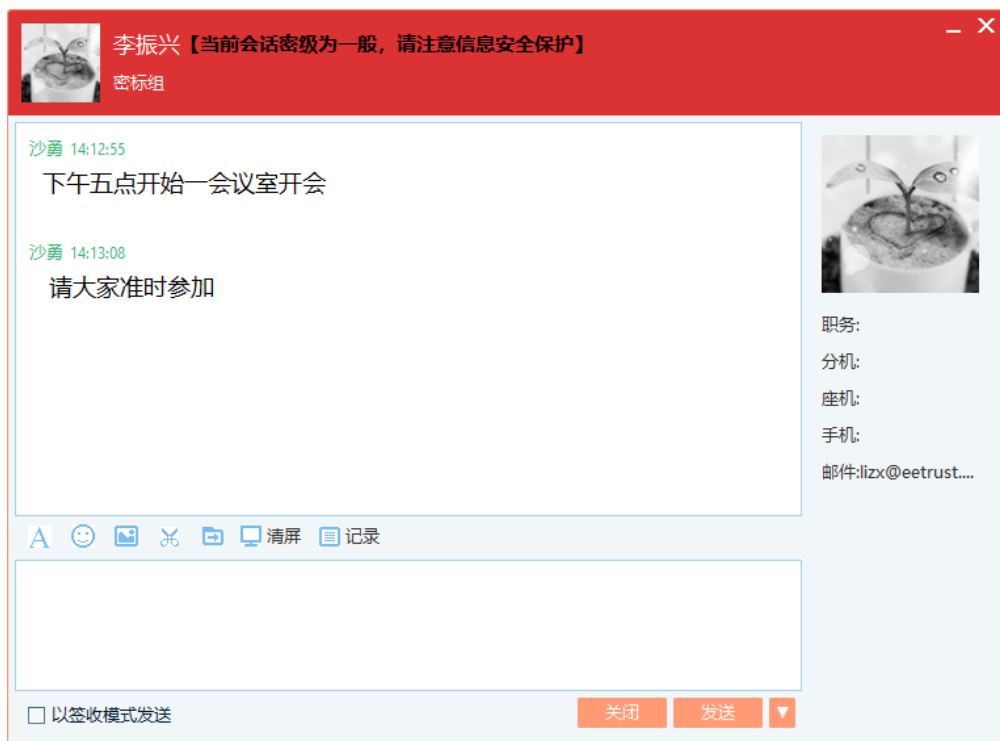 李振兴【当前会话密级为一般，请注意信息安全保护】
密标组
沙勇 14:12:55
下午五点开始一会议室开会
沙勇 14:13:08
请大家准时参加
职务:
分机:
座机:
手机:
邮件:lizx@eetrust....
A 清屏 记录
以签收模式发送
关闭 发送